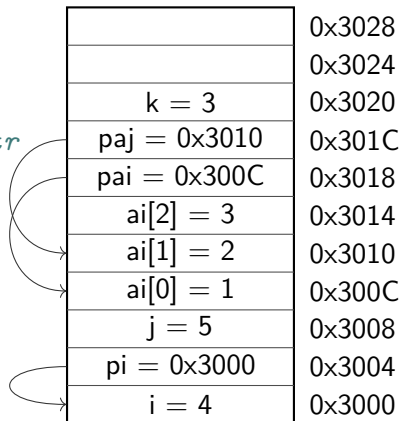 0x3028
0x3024
k = 3 0x3020
paj = 0x3010 0x301C
pai = 0x300C 0x3018
ai[2] = 3 0x3014
ai[1] = 2 0x3010
ai[0] = 1 0x300C
j = 5 0x3008
pi = 0x3000 0x3004
i = 4 0x3000